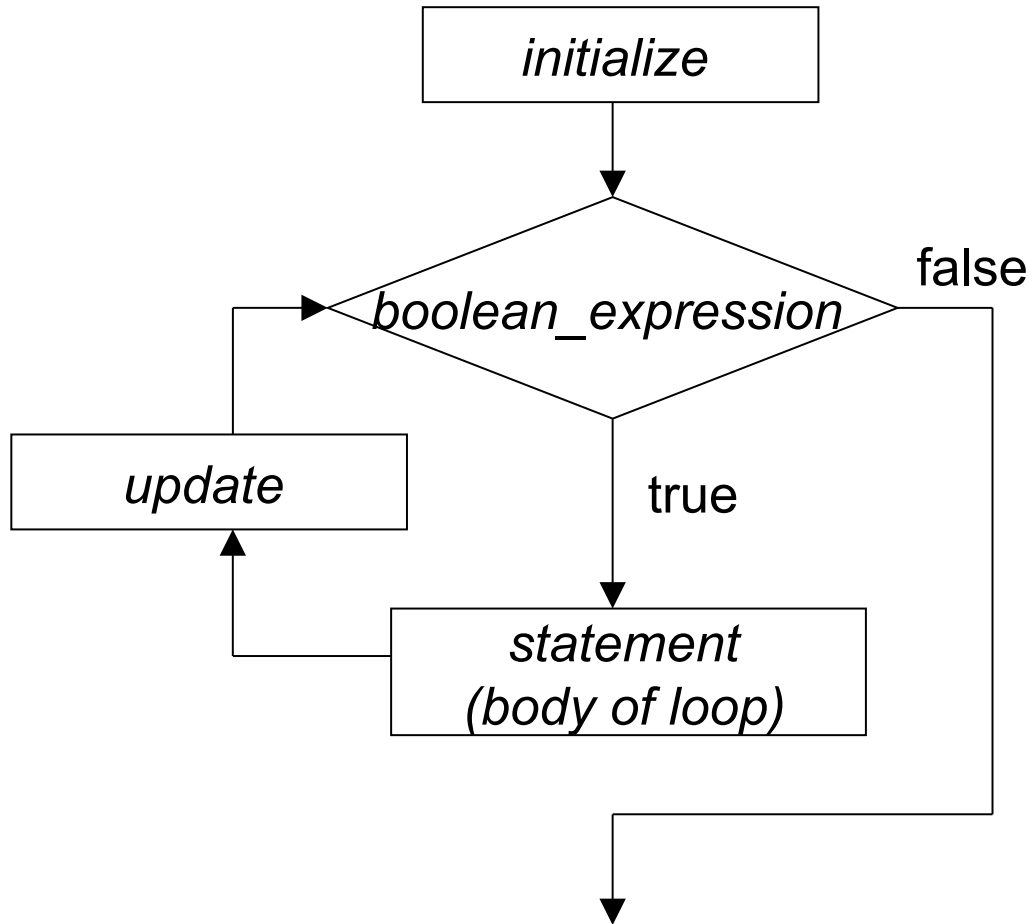 initialize
false
boolean_expression
update
true
statement
(body of loop)